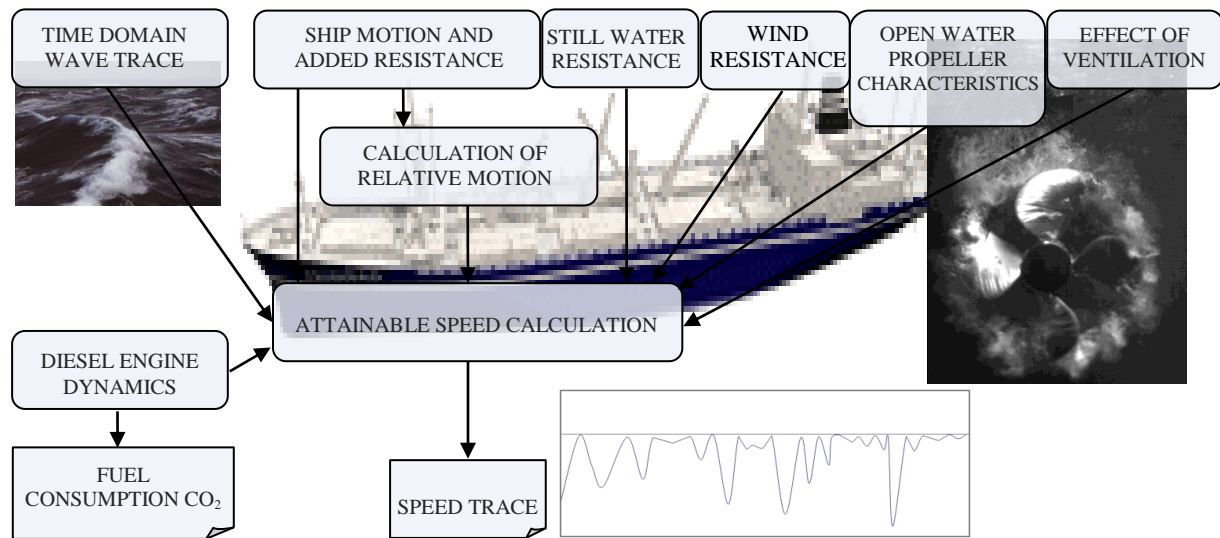 TIME DOMAIN
WAVE TRACE
SHIP MOTION AND
ADDED RESISTANCE
STILL WATER
RESISTANCE
WIND
RESISTANCE
OPEN WATER
PROPELLER
CHARACTERISTICS
EFFECT OF
VENTILATION
CALCULATION OF
RELATIVE MOTION
ATTAINABLE SPEED CALCULATION
DIESEL ENGINE
DYNAMICS
FUEL
CONSUMPTION CO₂
SPEED TRACE